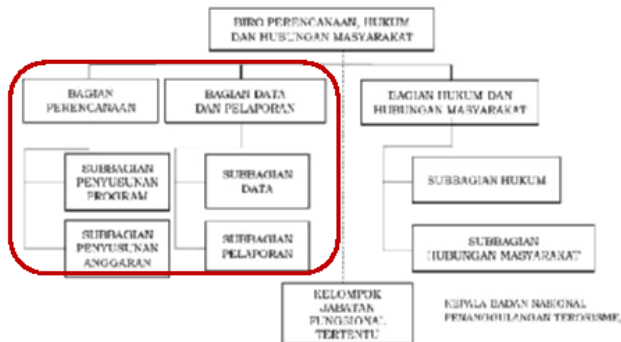 BIRO PERENCANAAN, HUKUM
DAN HUBUNGAN MASYARAKAT
BAGIAN
PERENCANAAN
BAGIAN DATA
DAN PELAPORAN
BAGIAN HUKUM DAN
HUBUNGAN MASYARAKAT
SUBBAGIAN
PENYUSUNAN
PROGRAM
SUBBAGIAN
DATA
SUBBAGIAN HUKUM
SUBBAGIAN
PENYUSUNAN
ANGGARAN
SUBBAGIAN
PELAPORAN
SUBBAGIAN
HUBUNGAN MASYARAKAT
KELOMPOK
JABATAN
FUNGSIONAL
TERTENTU
KEPALA BADAN NASIONAL
PENANGGULANGAN TERORISME,